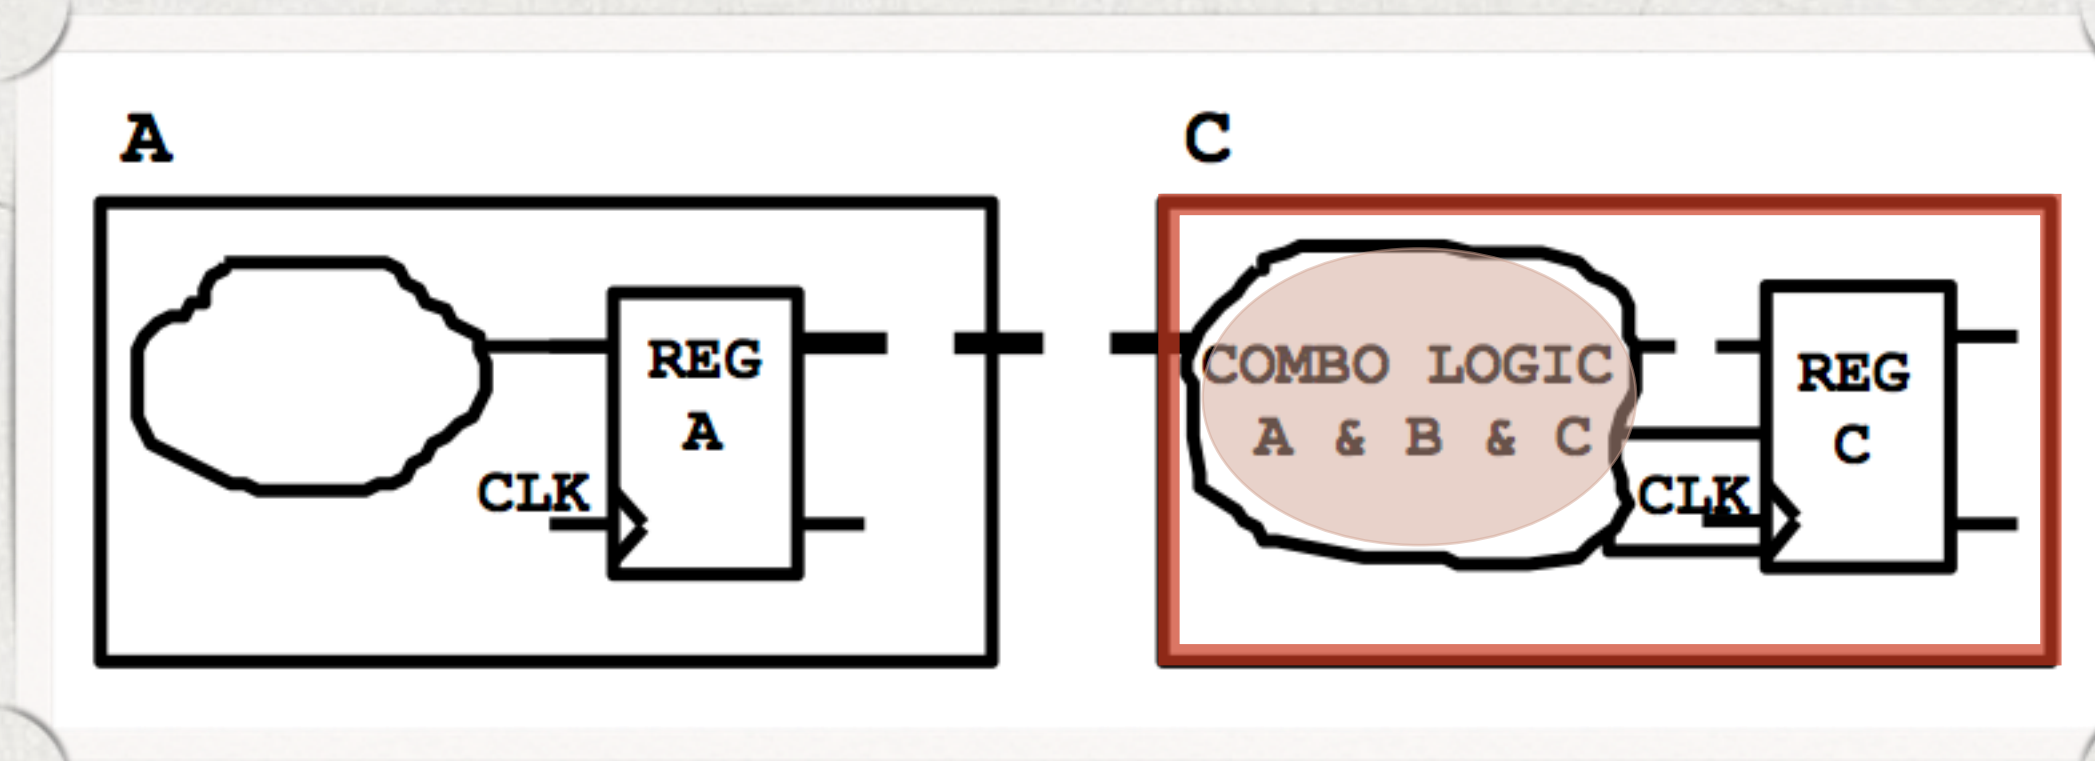 A
C
REG
A
CLK
COMBO LOGIC
A & B & C
REG
C
CLK